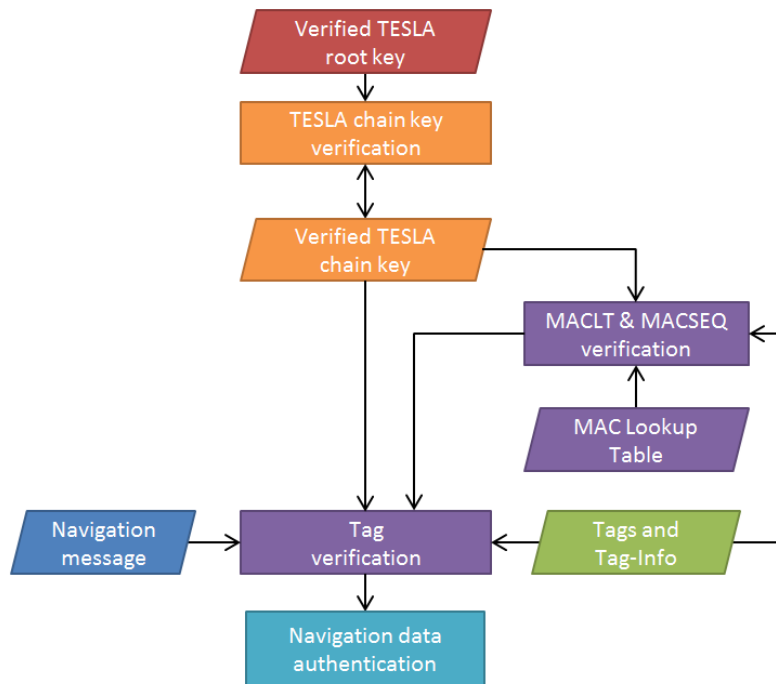 Verified TESLA
root key
TESLA chain key
verification
Verified TESLA
chain key
MACLT & MACSEQ
verification
MAC Lookup
Table
Navigation
message
Tag
verification
Tags and
Tag-Info
Navigation data
authentication